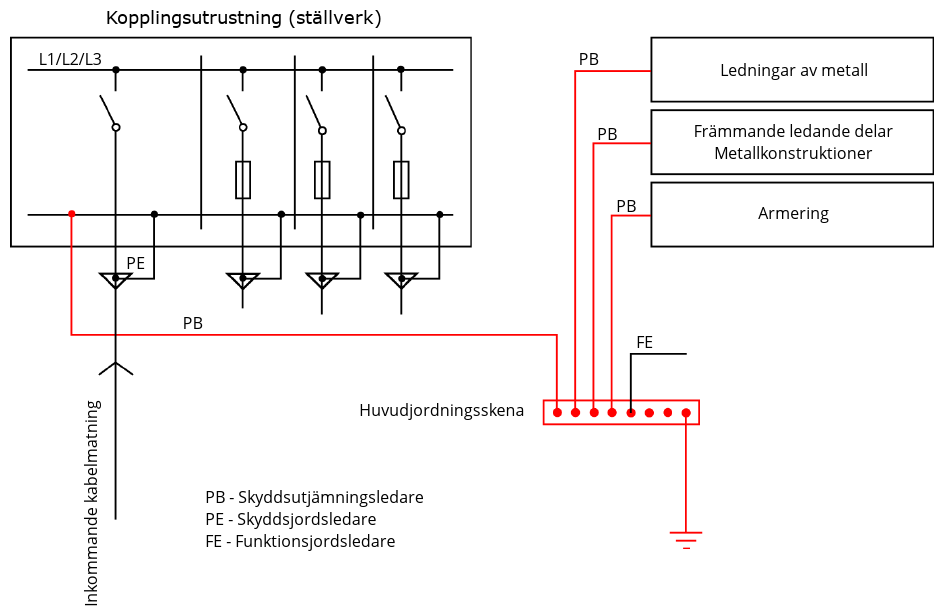 Kopplingsutrustning (ställverk)
L1/L2/L3
PB
Ledningar av metall
PB
Främmande ledande delar
Metallkonstruktioner
PB
Armering
PE
PB
FE
Huvudjordningsskena
Inkommande kabelmatning
PB - Skyddsutjämningsledare
PE - Skyddsjordsledare
FE - Funktionsjordsledare